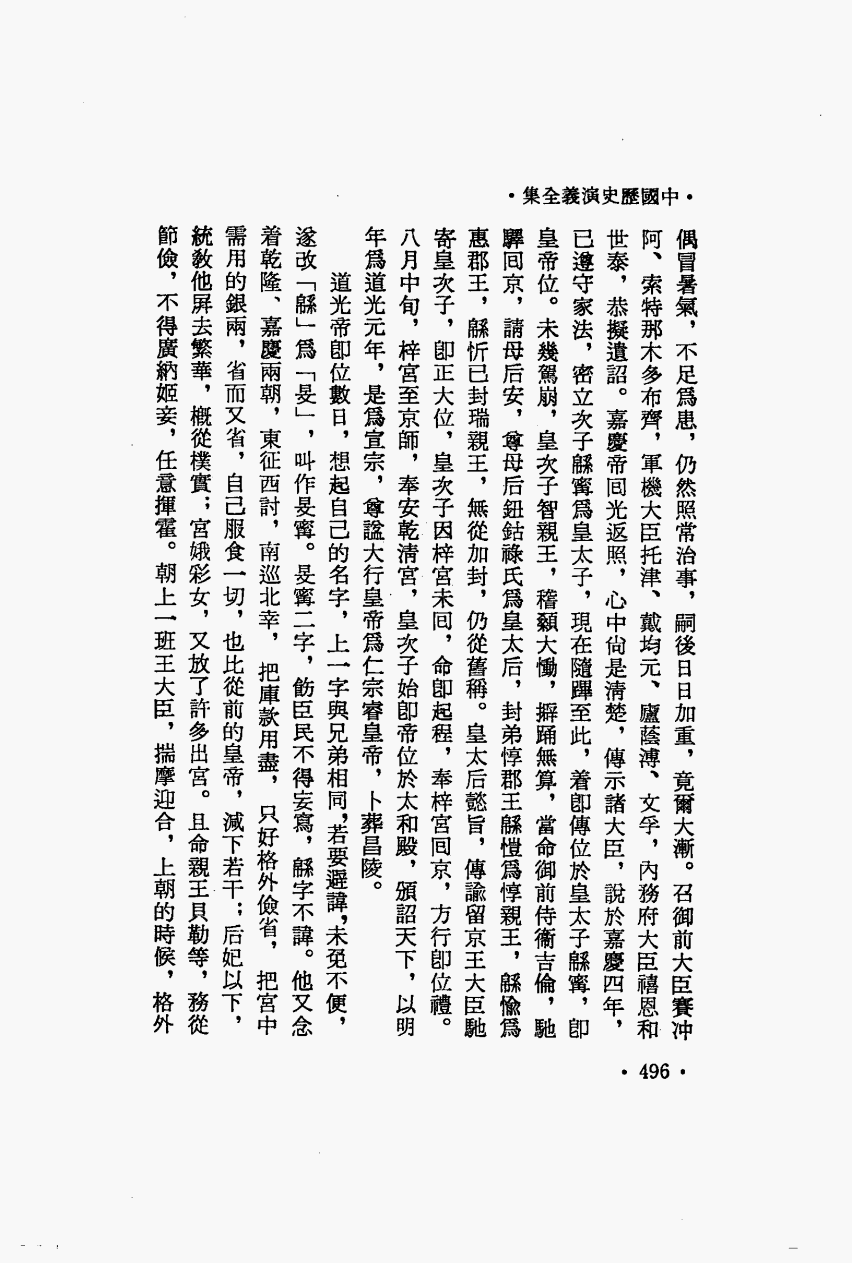 •中國歷史演義全集•
偶冒暑氣，不足爲患，仍然照常治事，嗣後日日加重，竟爾大漸。召御前大臣賽冲
阿、索特那木多布齊，軍機大臣托津、戴均元、廬蔭溥、文孚，內務府大臣禧恩和
世泰，恭擬遺詔。嘉慶帝囘光返照，心中尙是淸楚，傳示諸大臣，說於嘉慶四年，
已遵守家法，密立次子緜寗爲皇太子，現在隨蹕至此，着卽傳位於皇太子緜寗，卽
皇帝位。未幾駕崩，皇次子智親王，稽顙大慟，擗踊無算，當命御前侍衞吉倫，馳
驛囘京，請母后安，尊母后鈕鈷祿氏爲皇太后，封弟惇郡王緜愷爲惇親王，緜愉爲
惠郡王，緜忻已封瑞親王，無從加封，仍從舊稱。皇太后懿旨，傳諭留京王大臣馳
寄皇次子，卽正大位，皇次子因梓宮未囘，命卽起程，奉梓宮囘京，方行卽位禮。
八月中旬，梓宮至京師，奉安乾淸宮，皇次子始卽帝位於太和殿，頒詔天下，以明
年爲道光元年，是爲宣宗，尊諡大行皇帝爲仁宗睿皇帝，卜葬昌陵。
道光帝卽位數日，想起自己的名字，上一字與兄弟相同，若要避諱，未免不便，
遂改「緜」爲「旻」，叫作旻寗。旻寗二字，飭臣民不得妄寫，緜字不諱。他又念
着乾隆、嘉慶兩朝，東征西討，南巡北幸，把庫款用盡，只好格外儉省，把宮中
需用的銀兩，省而又省，自己服食一切，也比從前的皇帝，減下若干；后妃以下，
統敎他屛去繁華，槪從樸實；宮娥彩女，又放了許多出宮。且命親王貝勒等，務從
節儉，不得廣納姬妾，任意揮霍。朝上一班王大臣，揣摩迎合，上朝的時候，格外
•496•